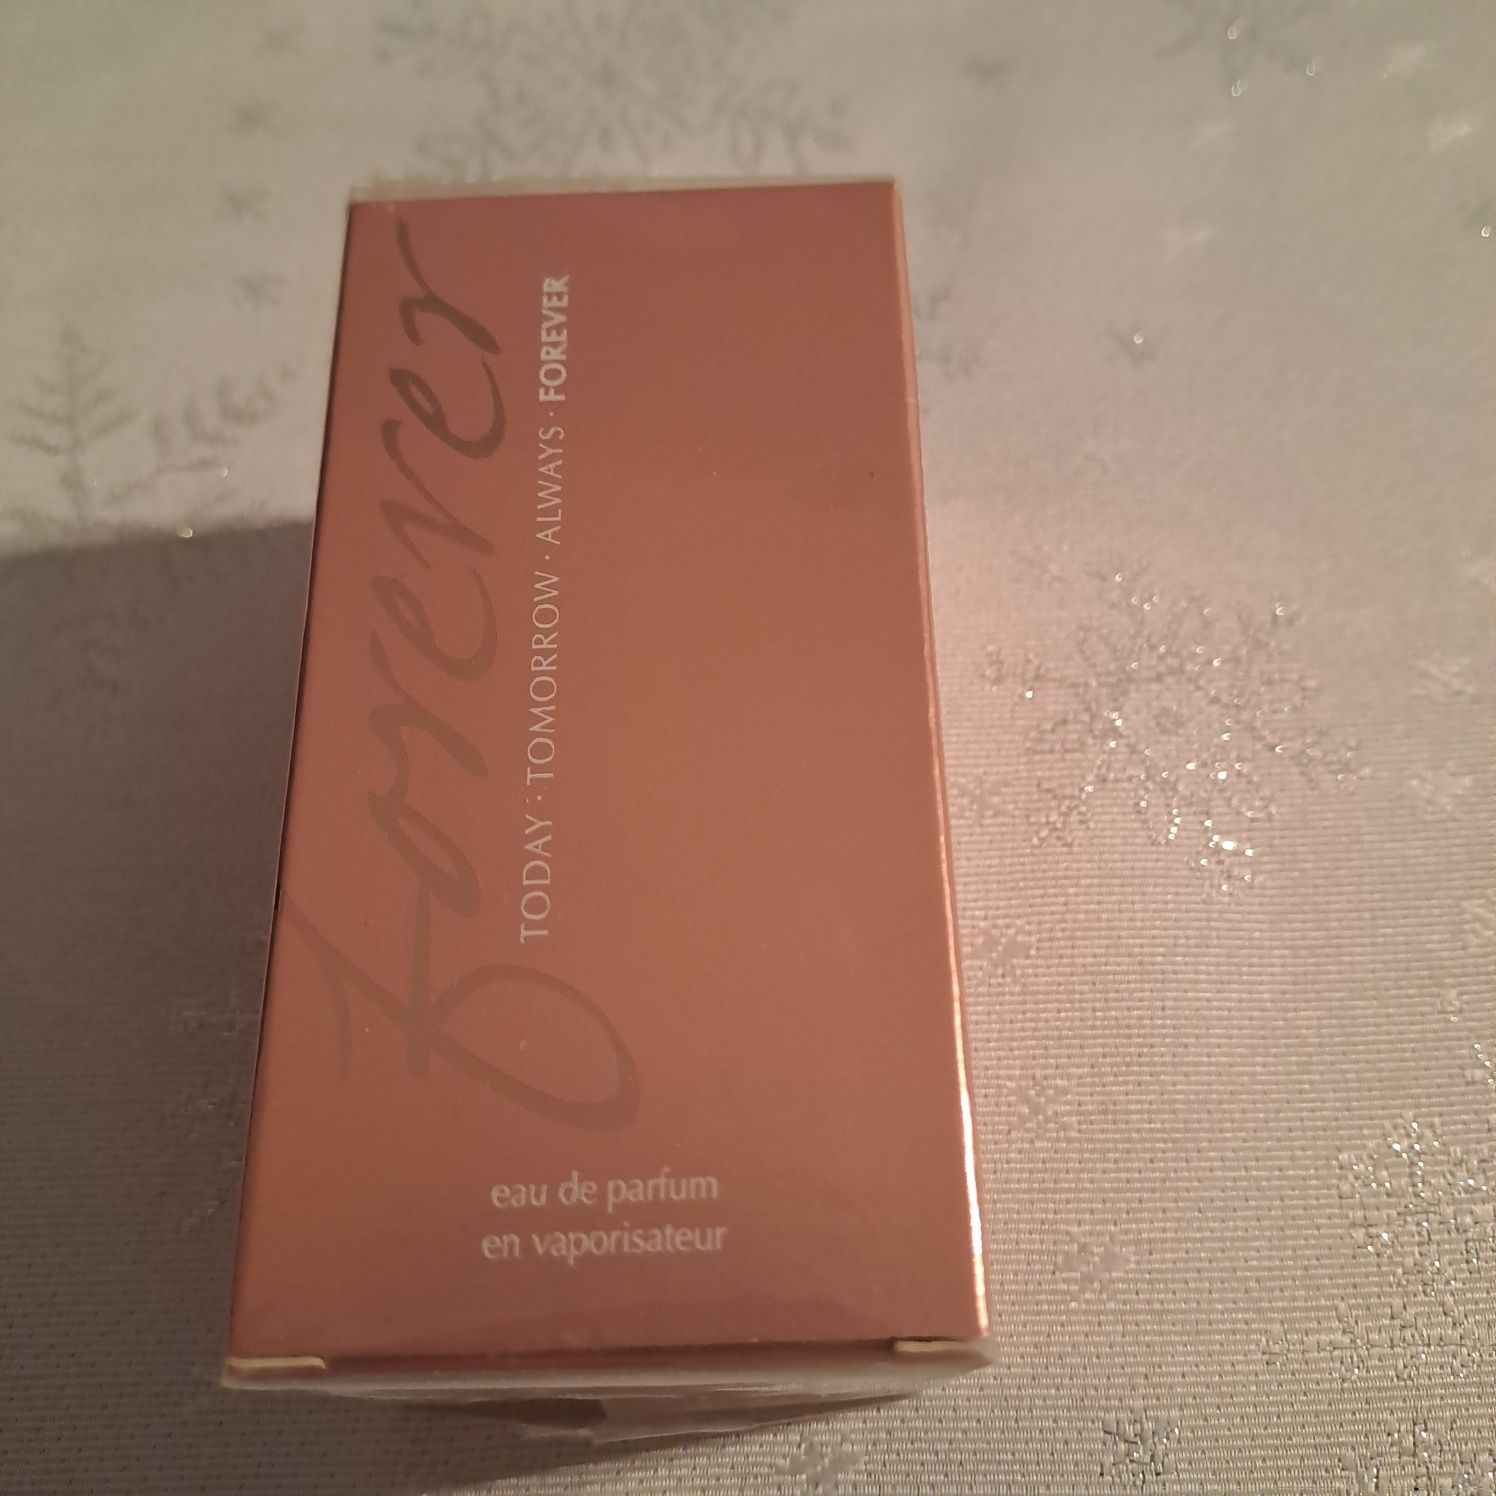 Forever
TODAY · TOMORROW · ALWAYS · FOREVER
eau de parfum
en vaporisateur